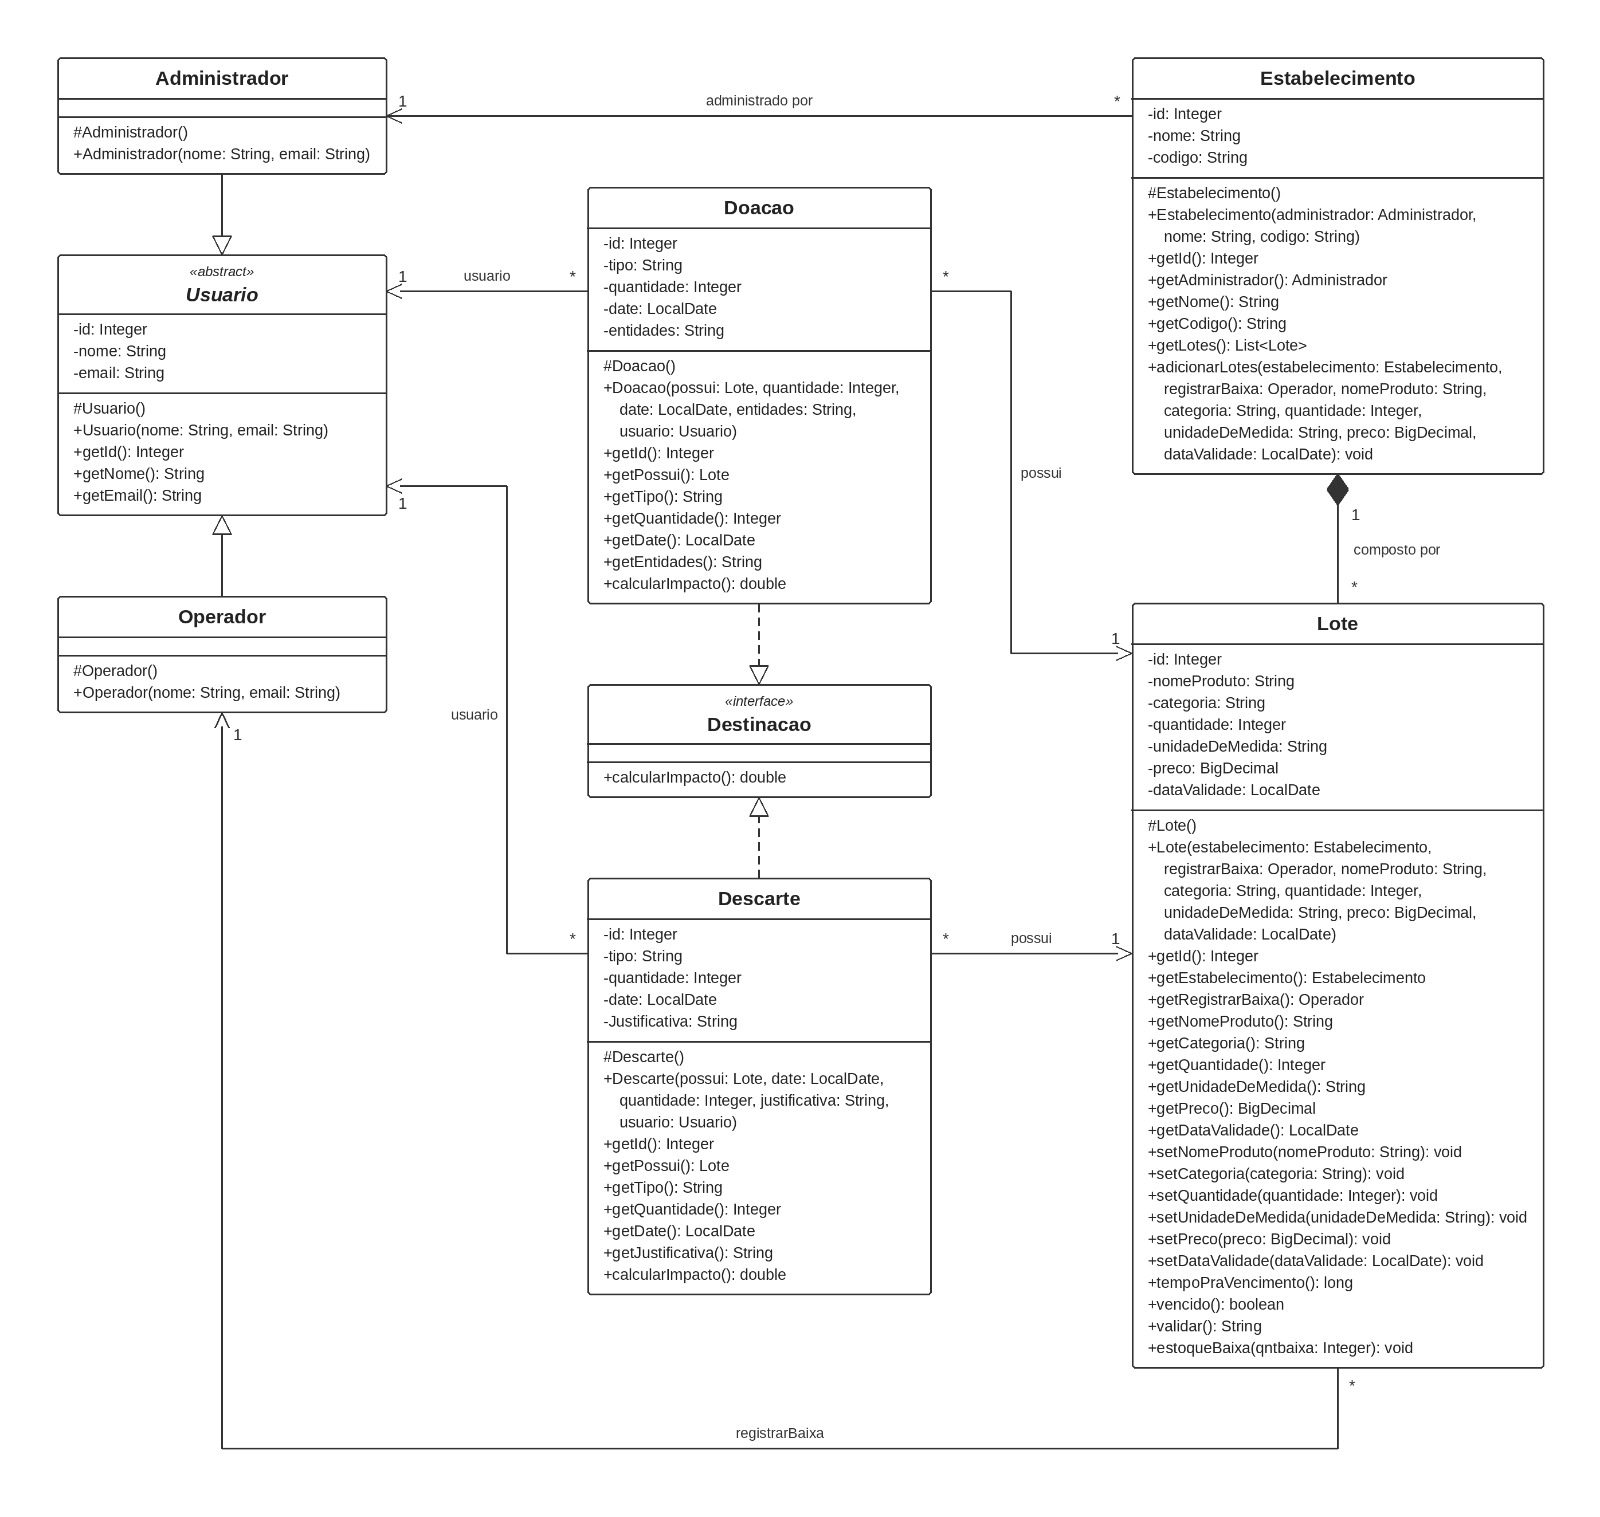 Administrador
#Administrador()
+Administrador(nome: String, email: String)
1
administrado por
*
Estabelecimento
-id: Integer
-nome: String
-codigo: String
#Estabelecimento()
+Estabelecimento(administrador: Administrador,
nome: String, codigo: String)
+getId(): Integer
+getAdministrador(): Administrador
+getNome(): String
+getCodigo(): String
+getLotes(): List<Lote>
+adicionarLotes(estabelecimento: Estabelecimento,
registrarBaixa: Operador, nomeProduto: String,
categoria: String, quantidade: Integer,
unidadeDeMedida: String, preco: BigDecimal,
dataValidade: LocalDate): void
«abstract»
Usuario
-id: Integer
-nome: String
-email: String
#Usuario()
+Usuario(nome: String, email: String)
+getId(): Integer
+getNome(): String
+getEmail(): String
1
usuario
*
Doacao
-id: Integer
-tipo: String
-quantidade: Integer
-date: LocalDate
-entidades: String
#Doacao()
+Doacao(possui: Lote, quantidade: Integer,
date: LocalDate, entidades: String,
usuario: Usuario)
+getId(): Integer
+getPossui(): Lote
+getTipo(): String
+getQuantidade(): Integer
+getDate(): LocalDate
+getEntidades(): String
+calcularImpacto(): double
*
possui
1
1
composto por
*
1
usuario
*
Operador
#Operador()
+Operador(nome: String, email: String)
1
«interface»
Destinacao
+calcularImpacto(): double
Descarte
-id: Integer
-tipo: String
-quantidade: Integer
-date: LocalDate
-Justificativa: String
#Descarte()
+Descarte(possui: Lote, date: LocalDate,
quantidade: Integer, justificativa: String,
usuario: Usuario)
+getId(): Integer
+getPossui(): Lote
+getTipo(): String
+getQuantidade(): Integer
+getDate(): LocalDate
+getJustificativa(): String
+calcularImpacto(): double
*
possui
1
Lote
-id: Integer
-nomeProduto: String
-categoria: String
-quantidade: Integer
-unidadeDeMedida: String
-preco: BigDecimal
-dataValidade: LocalDate
#Lote()
+Lote(estabelecimento: Estabelecimento,
registrarBaixa: Operador, nomeProduto: String,
categoria: String, quantidade: Integer,
unidadeDeMedida: String, preco: BigDecimal,
dataValidade: LocalDate)
+getId(): Integer
+getEstabelecimento(): Estabelecimento
+getRegistrarBaixa(): Operador
+getNomeProduto(): String
+getCategoria(): String
+getQuantidade(): Integer
+getUnidadeDeMedida(): String
+getPreco(): BigDecimal
+getDataValidade(): LocalDate
+setNomeProduto(nomeProduto: String): void
+setCategoria(categoria: String): void
+setQuantidade(quantidade: Integer): void
+setUnidadeDeMedida(unidadeDeMedida: String): void
+setPreco(preco: BigDecimal): void
+setDataValidade(dataValidade: LocalDate): void
+tempoPraVencimento(): long
+vencido(): boolean
+validar(): String
+estoqueBaixa(qntbaixa: Integer): void
*
registrarBaixa